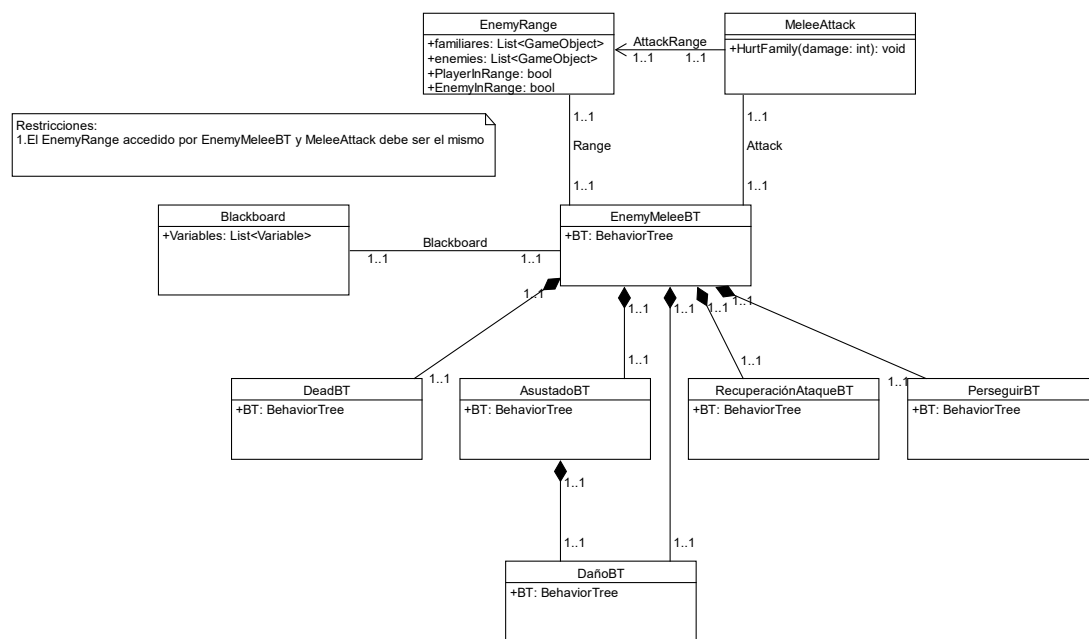 EnemyRange
+familiares: List<GameObject>
+enemies: List<GameObject>
+PlayerInRange: bool
+EnemyInRange: bool
AttackRange
1..1
1..1
MeleeAttack
+HurtFamily(damage: int): void
Restricciones:
1.El EnemyRange accedido por EnemyMeleeBT y MeleeAttack debe ser el mismo
1..1
Range
1..1
1..1
Attack
1..1
Blackboard
+Variables: List<Variable>
Blackboard
1..1
1..1
EnemyMeleeBT
+BT: BehaviorTree
1..1
1..1
1..1
1..1
1..1
1..1
1..1
1..1
1..1
DeadBT
+BT: BehaviorTree
AsustadoBT
+BT: BehaviorTree
RecuperaciónAtaqueBT
+BT: BehaviorTree
PerseguirBT
+BT: BehaviorTree
1..1
1..1
1..1
DañoBT
+BT: BehaviorTree